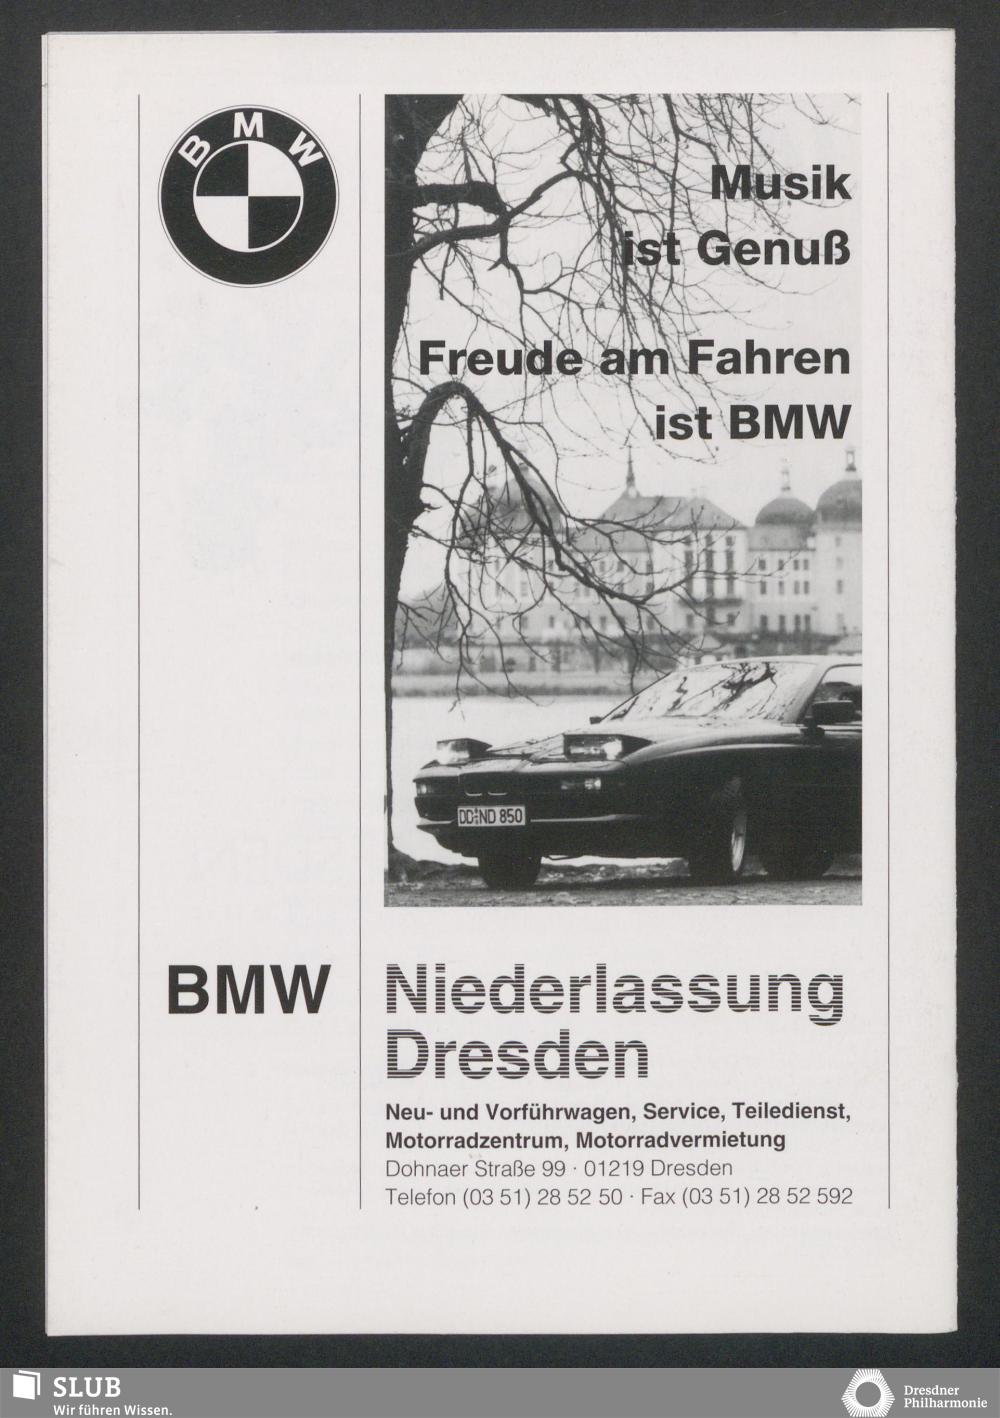 BMW
Musik
ist Genuß
Freude am Fahren
ist BMW
DD ND 850
BMW Niederlassung
Dresden
Neu- und Vorführwagen, Service, Teiledienst,
Motorradzentrum, Motorradvermietung
Dohnaer Straße 99 · 01219 Dresden
Telefon (03 51) 28 52 50 · Fax (03 51) 28 52 592
SLUB
Wir führen Wissen.
Dresdner
Philharmonie